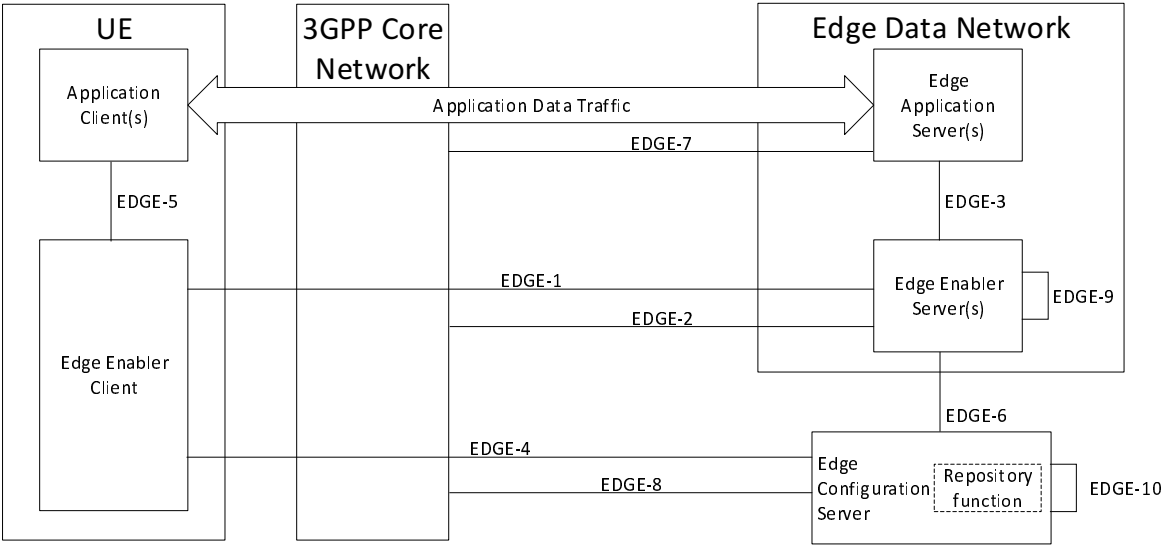 UE
3GPP Core
Network
Edge Data Network
Application
Client(s)
Application Data Traffic
Edge
Application
Server(s)
EDGE-7
EDGE-5
EDGE-3
EDGE-1
Edge Enabler
Server(s)
EDGE-9
EDGE-2
Edge Enabler
Client
EDGE-6
EDGE-4
EDGE-8
Edge
Configuration
Server
Repository
function
EDGE-10